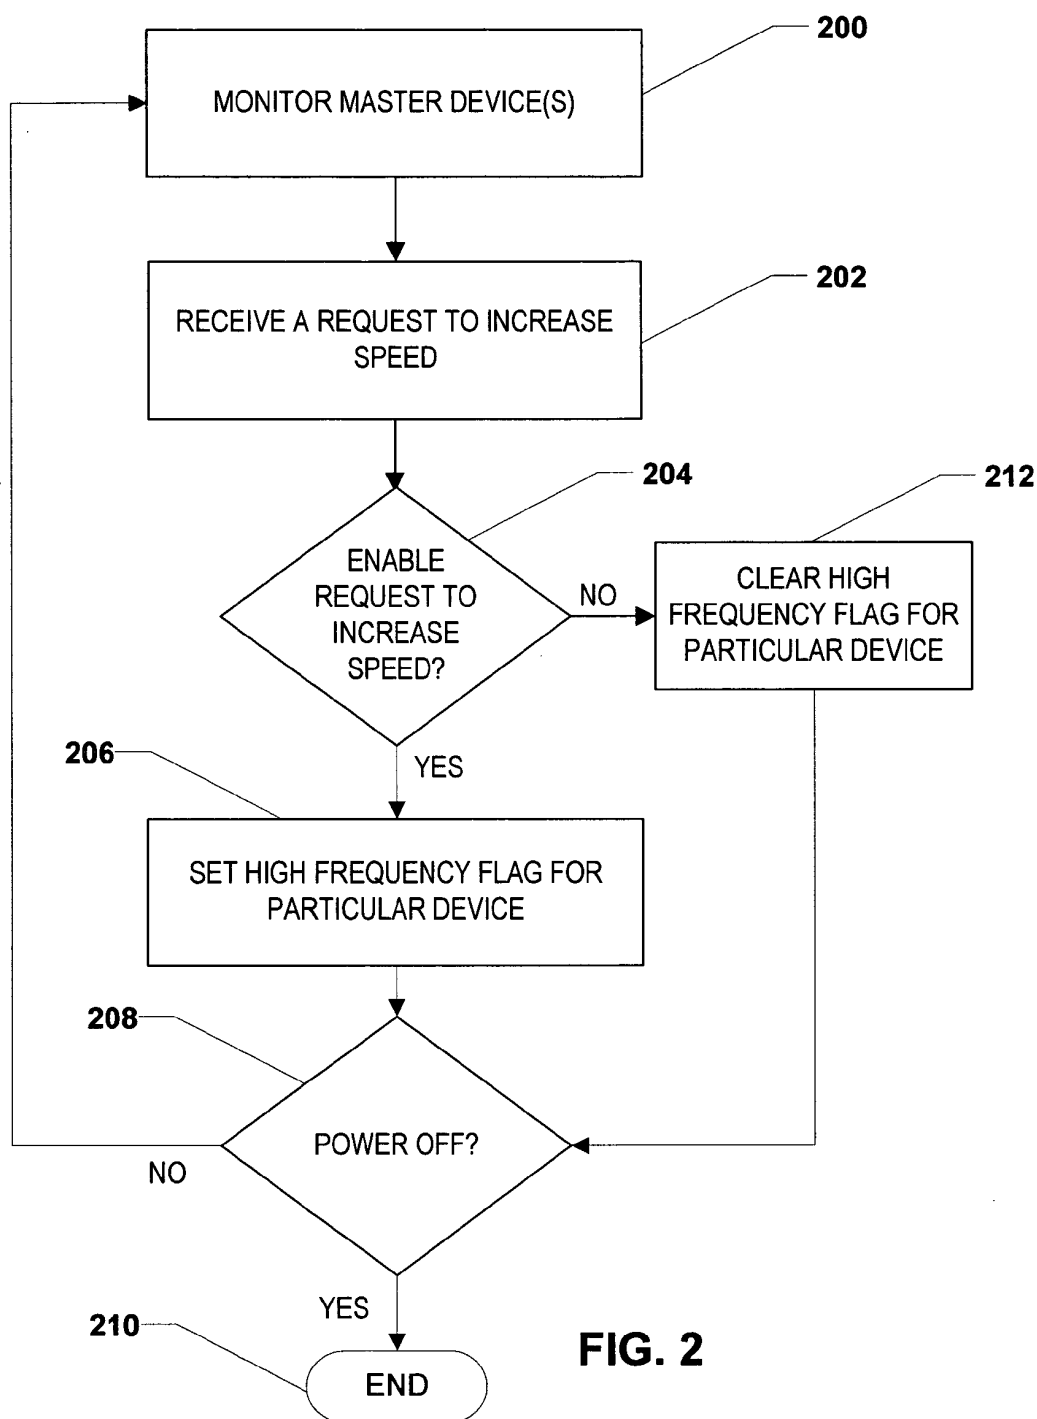 200
MONITOR MASTER DEVICE(S)
202
RECEIVE A REQUEST TO INCREASE
SPEED
204
212
ENABLE
REQUEST TO
INCREASE
SPEED?
NO
CLEAR HIGH
FREQUENCY FLAG FOR
PARTICULAR DEVICE
206
YES
SET HIGH FREQUENCY FLAG FOR
PARTICULAR DEVICE
208
POWER OFF?
NO
YES
210
END
FIG. 2